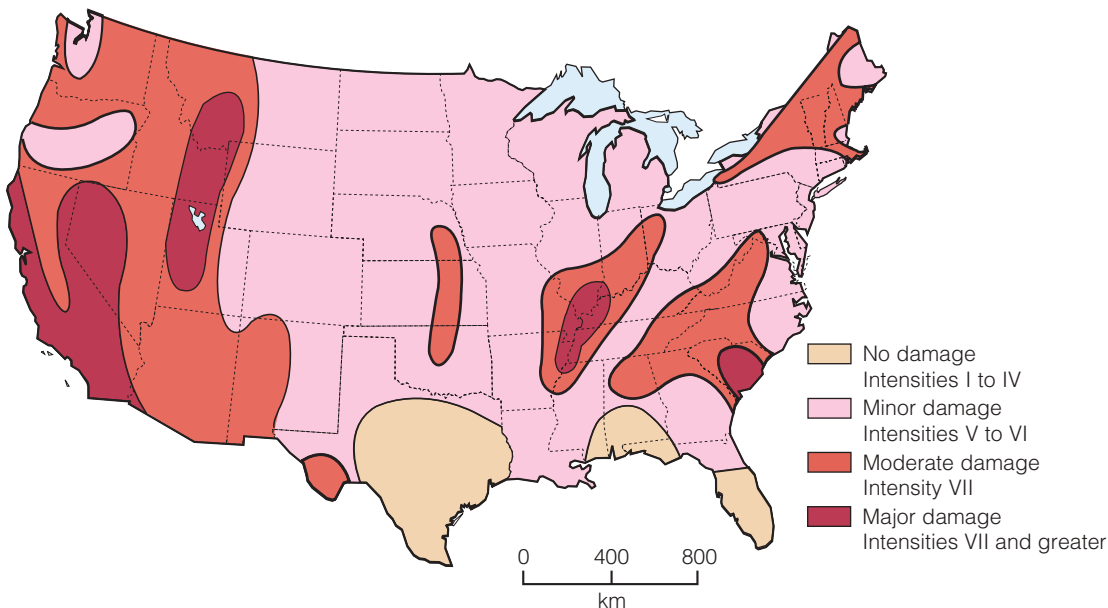 No damage
Intensities I to IV
Minor damage
Intensities V to VI
Moderate damage
Intensity VII
Major damage
Intensities VII and greater
0 400 800
km